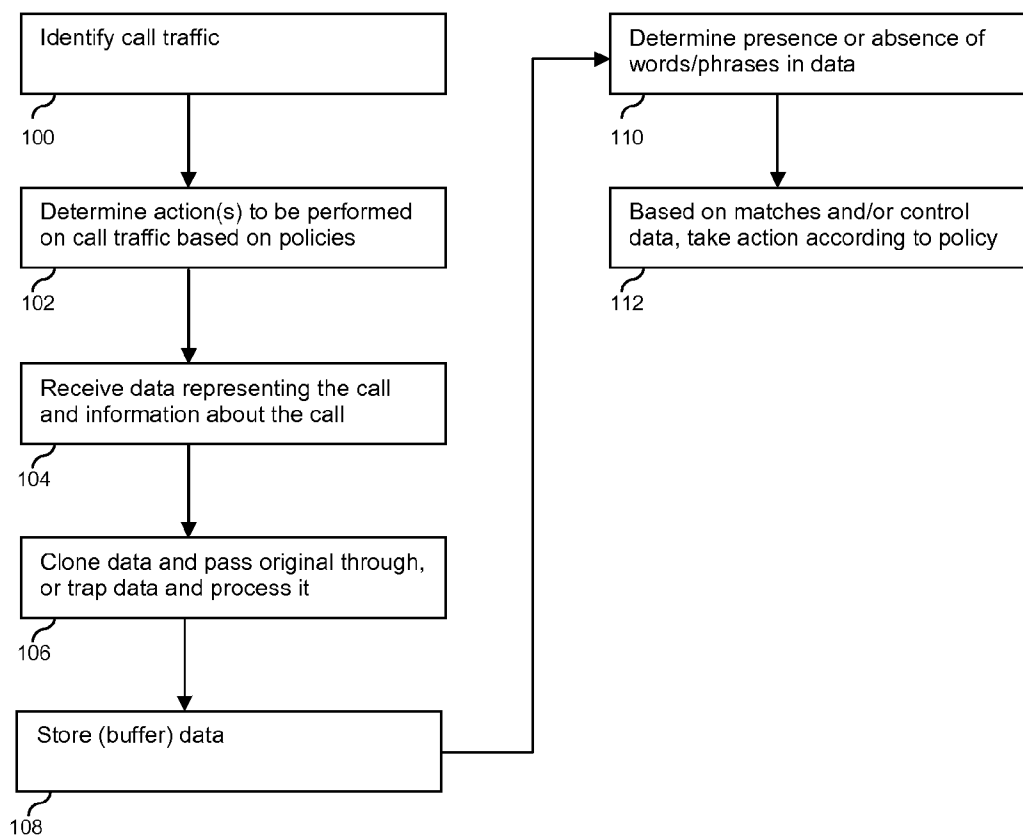 Identify call traffic
100
Determine action(s) to be performed
on call traffic based on policies
102
Receive data representing the call
and information about the call
104
Clone data and pass original through,
or trap data and process it
106
Store (buffer) data
108
Determine presence or absence of
words/phrases in data
110
Based on matches and/or control
data, take action according to policy
112